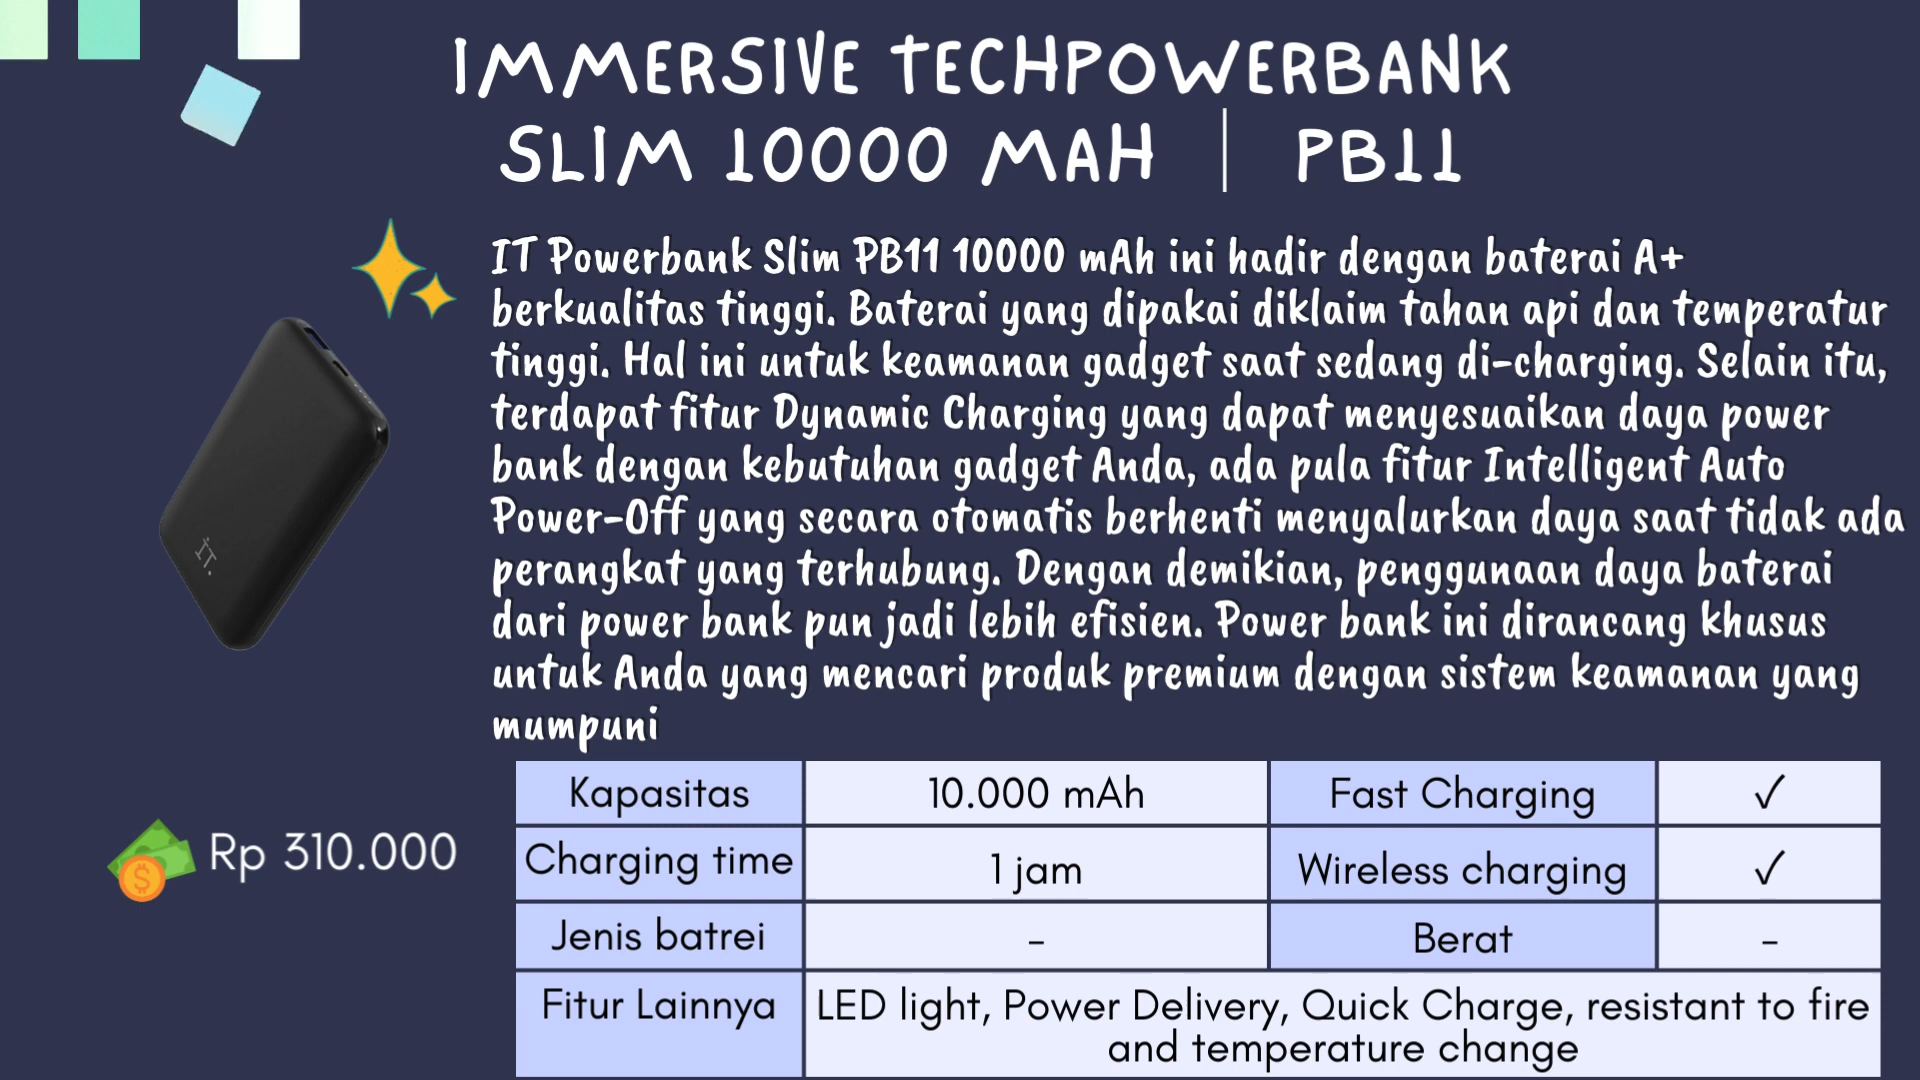 IMMERSIVE TECHPOWERBANK
SLIM 10000 MAH | PB11
IT Powerbank Slim PB11 10000 mAh ini hadir dengan baterai A+
berkualitas tinggi. Baterai yang dipakai diklaim tahan api dan temperatur
tinggi. Hal ini untuk keamanan gadget saat sedang di-charging. Selain itu,
terdapat fitur Dynamic Charging yang dapat menyesuaikan daya power
bank dengan kebutuhan gadget Anda, ada pula fitur Intelligent Auto
Power-Off yang secara otomatis berhenti menyalurkan daya saat tidak ada
perangkat yang terhubung. Dengan demikian, penggunaan daya baterai
dari power bank pun jadi lebih efisien. Power bank ini dirancang khusus
untuk Anda yang mencari produk premium dengan sistem keamanan yang
mumpuni
IT.
$ Rp 310.000
Kapasitas 10.000 mAh Fast Charging ✓
Charging time 1 jam Wireless charging ✓
Jenis batrei - Berat -
Fitur Lainnya LED light, Power Delivery, Quick Charge, resistant to fire
and temperature change